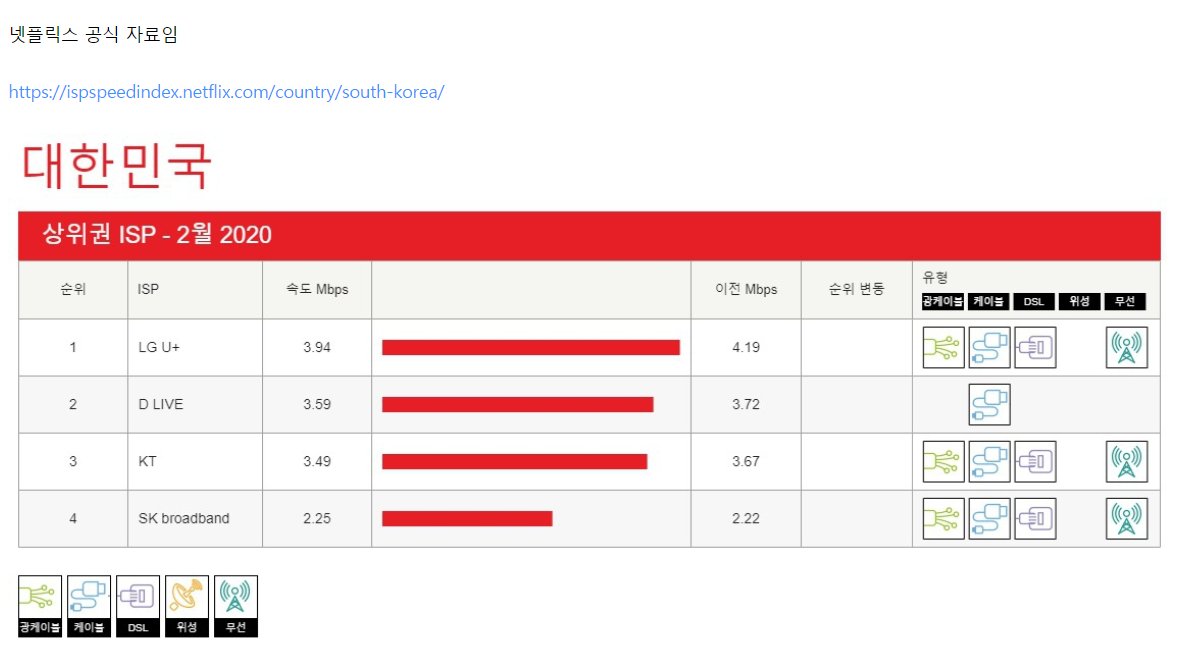 넷플릭스 공식 자료임
https://ispspeedindex.netflix.com/country/south-korea/
대한민국
상위권 ISP - 2월 2020
순위 ISP 속도 Mbps 이전 Mbps 순위 변동 유형
광케이블 케이블 DSL 위성 무선
1 LG U+ 3.94 4.19
2 D LIVE 3.59 3.72
3 KT 3.49 3.67
4 SK broadband 2.25 2.22
광케이블 케이블 DSL 위성 무선